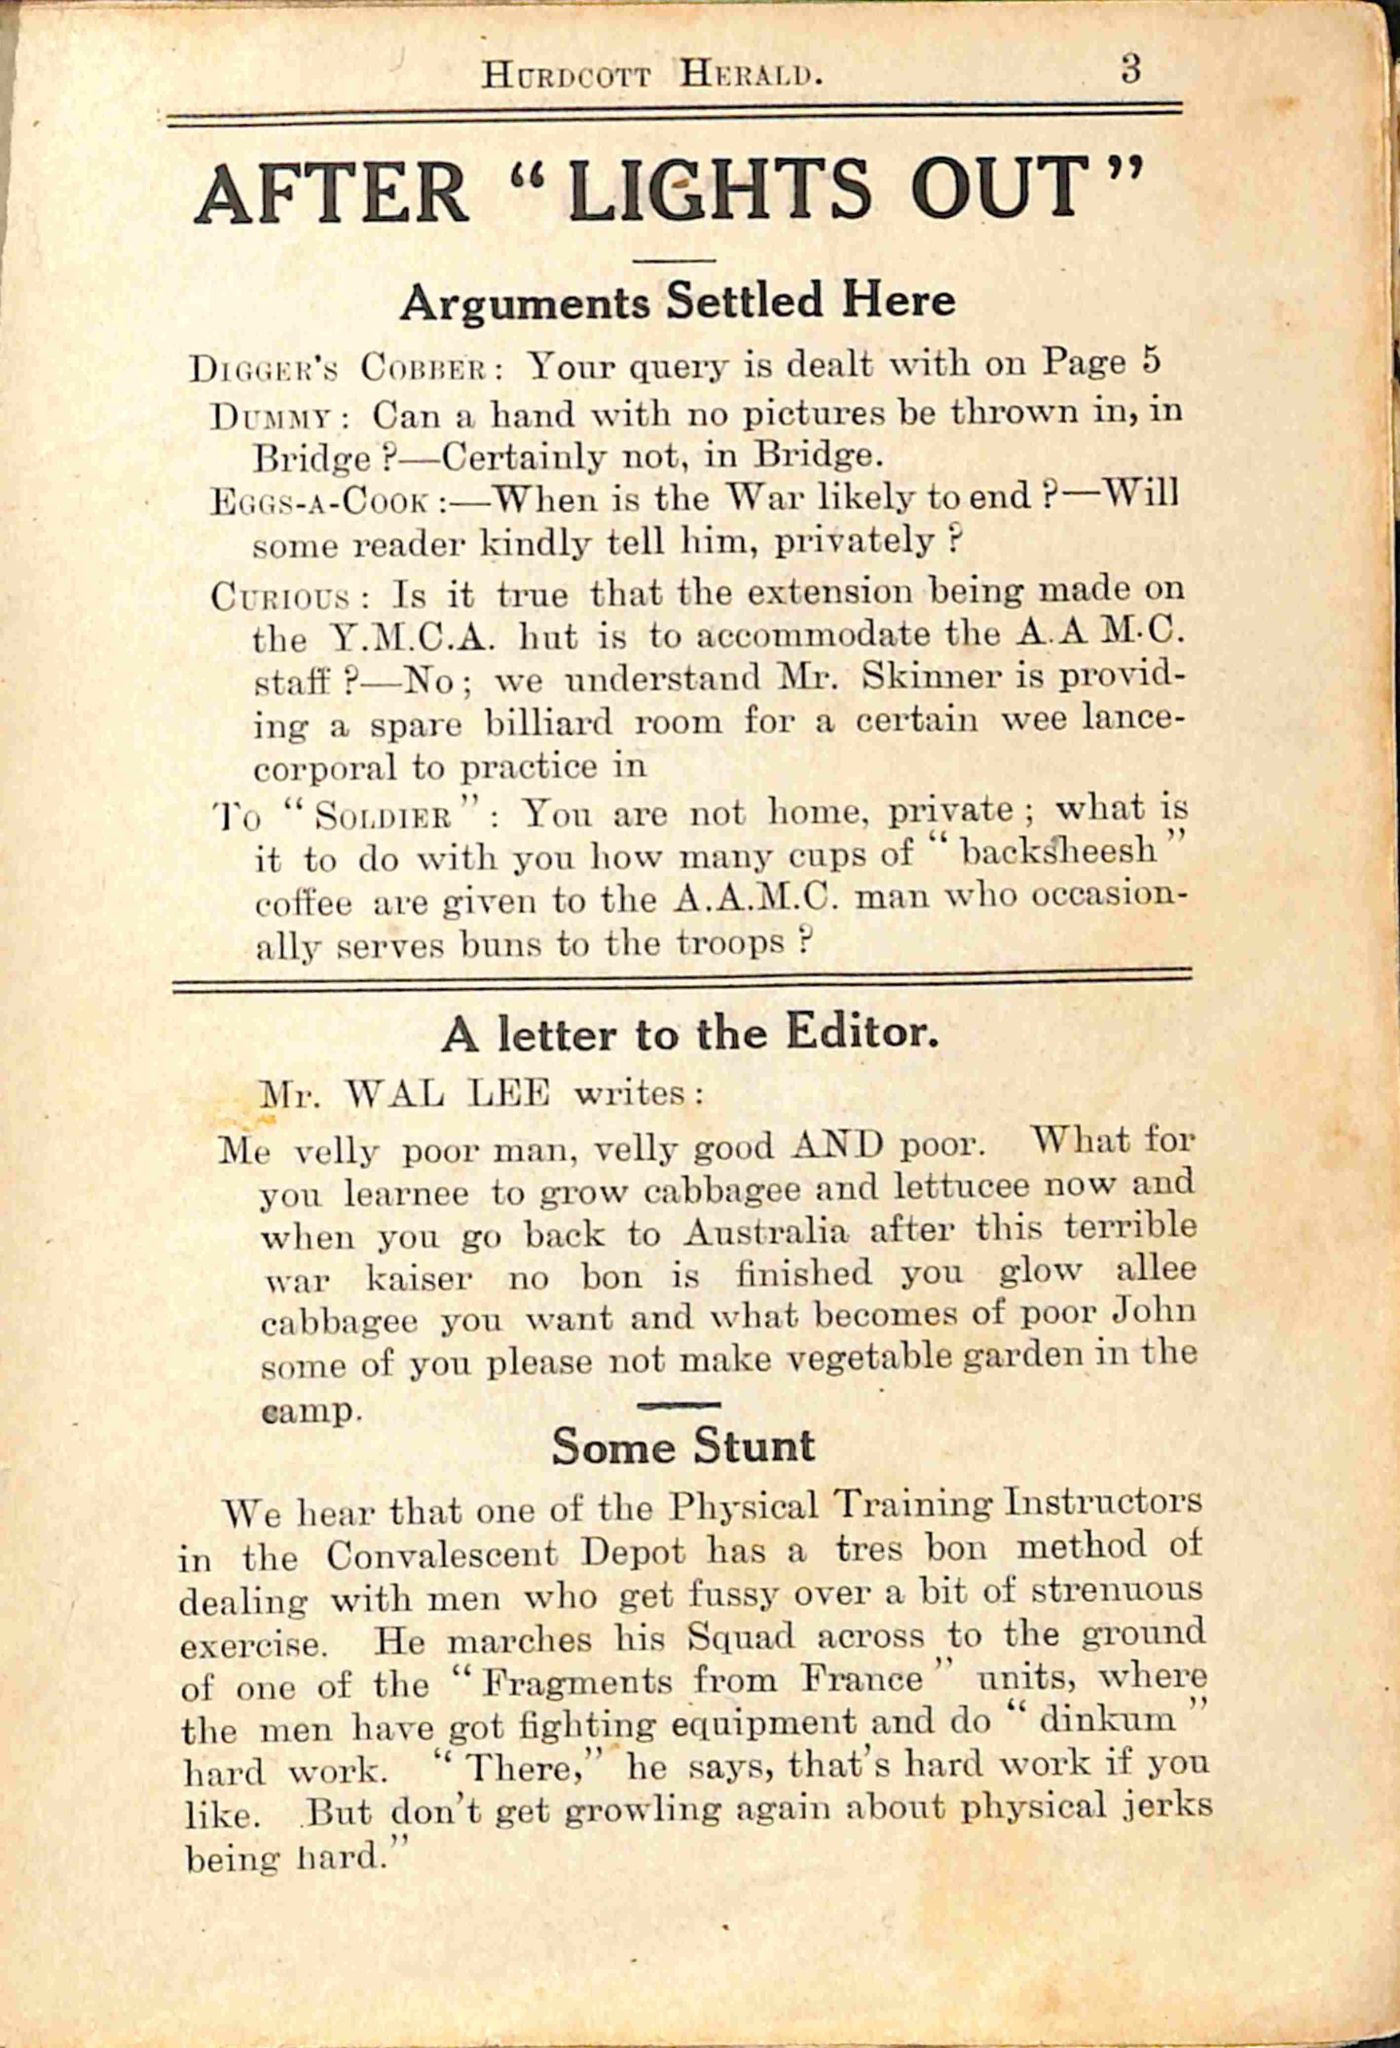 HURDCOTT HERALD. 3
AFTER “LIGHTS OUT”
Arguments Settled Here
DIGGER'S COBBER: Your query is dealt with on Page 5
DUMMY: Can a hand with no pictures be thrown in, in
Bridge?—Certainly not, in Bridge.
EGGS-A-COOK:—When is the War likely to end?—Will
some reader kindly tell him, privately?
CURIOUS: Is it true that the extension being made on
the Y.M.C.A. hut is to accommodate the A.A M.C.
staff?—No; we understand Mr. Skinner is provid-
ing a spare billiard room for a certain wee lance-
corporal to practice in
To “SOLDIER”: You are not home, private; what is
it to do with you how many cups of “backsheesh”
coffee are given to the A.A.M.C. man who occasion-
ally serves buns to the troops?
A letter to the Editor.
Mr. WAL LEE writes:
Me velly poor man, velly good AND poor. What for
you learnee to grow cabbagee and lettucee now and
when you go back to Australia after this terrible
war kaiser no bon is finished you glow allee
cabbagee you want and what becomes of poor John
some of you please not make vegetable garden in the
camp.
Some Stunt
We hear that one of the Physical Training Instructors
in the Convalescent Depot has a tres bon method of
dealing with men who get fussy over a bit of strenuous
exercise. He marches his Squad across to the ground
of one of the “Fragments from France” units, where
the men have got fighting equipment and do “dinkum”
hard work. “There,” he says, that's hard work if you
like. But don't get growling again about physical jerks
being hard.”